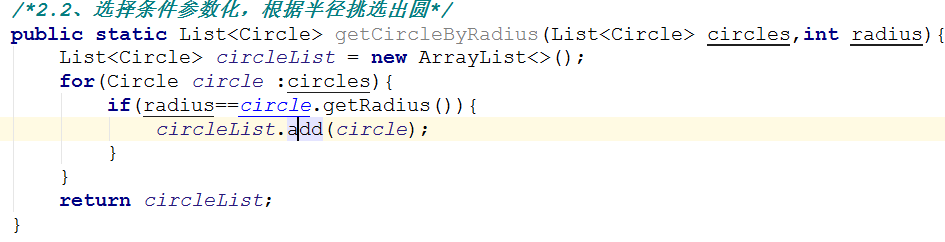 /*2.2、选择条件参数化，根据半径挑选出圆*/
public static List<Circle> getCircleByRadius(List<Circle> circles,int radius){
List<Circle> circleList = new ArrayList<>();
for(Circle circle :circles){
if(radius==circle.getRadius()){
circleList.add(circle);
}
}
return circleList;
}